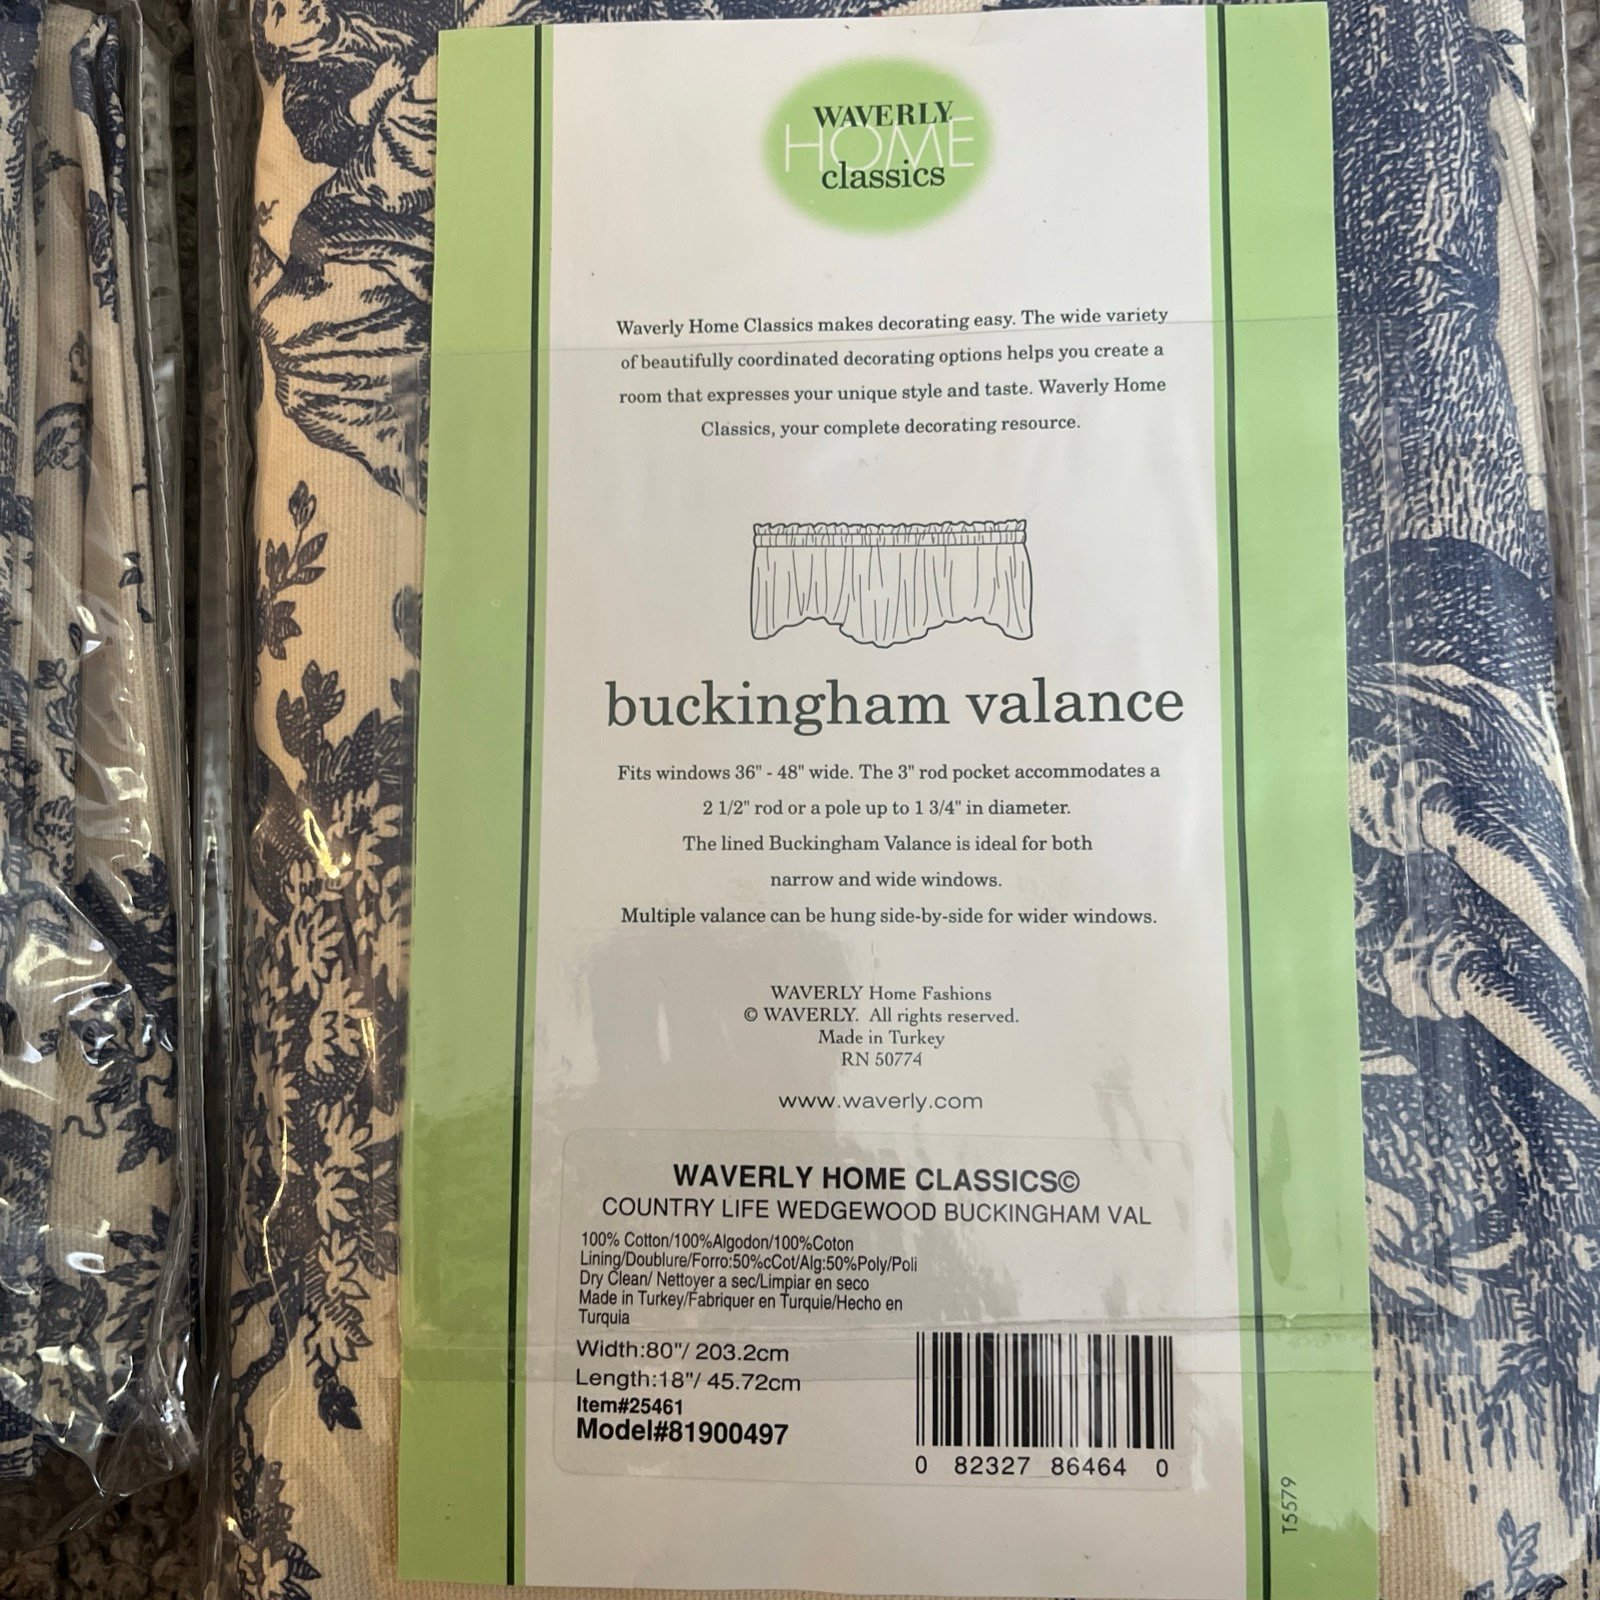 WAVERLY
HOME
classics
Waverly Home Classics makes decorating easy. The wide variety
of beautifully coordinated decorating options helps you create a
room that expresses your unique style and taste. Waverly Home
Classics, your complete decorating resource.
buckingham valance
Fits windows 36" - 48" wide. The 3" rod pocket accommodates a
2 1/2" rod or a pole up to 1 3/4" in diameter.
The lined Buckingham Valance is ideal for both
narrow and wide windows.
Multiple valance can be hung side-by-side for wider windows.
WAVERLY Home Fashions
© WAVERLY. All rights reserved.
Made in Turkey
RN 50774
www.waverly.com
WAVERLY HOME CLASSICS©
COUNTRY LIFE WEDGEWOOD BUCKINGHAM VAL
100% Cotton/100%Algodon/100%Coton
Lining/Doublure/Forro:50%cCot/Alg:50%Poly/Poli
Dry Clean/ Nettoyer a sec/Limpiar en seco
Made in Turkey/Fabriquer en Turquie/Hecho en
Turquia
Width:80"/ 203.2cm
Length:18"/ 45.72cm
Item#25461
Model#81900497
0 82327 86464 0
T5579